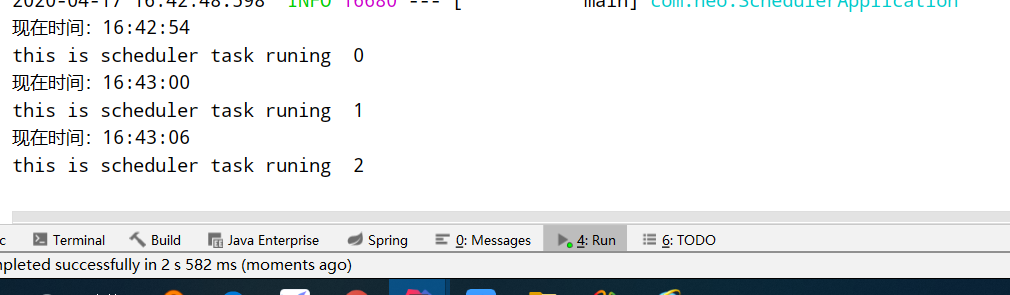 2020-04-17 16:42:48.598  INFO 16680 --- [           main] com.neo.SchedulerApplication
现在时间：16:42:54
this is scheduler task runing  0
现在时间：16:43:00
this is scheduler task runing  1
现在时间：16:43:06
this is scheduler task runing  2
c Terminal Build Java Enterprise Spring 0: Messages 4: Run 6: TODO
mpleted successfully in 2 s 582 ms (moments ago)